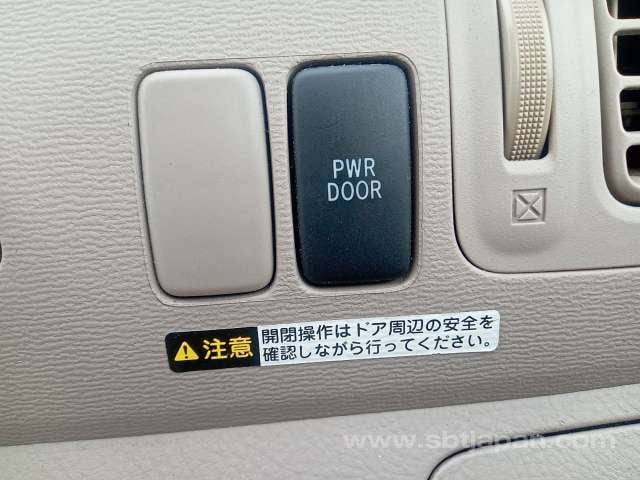 PWR
DOOR
注意 開閉操作はドア周辺の安全を
確認しながら行ってください。
www.sbtjapan.com